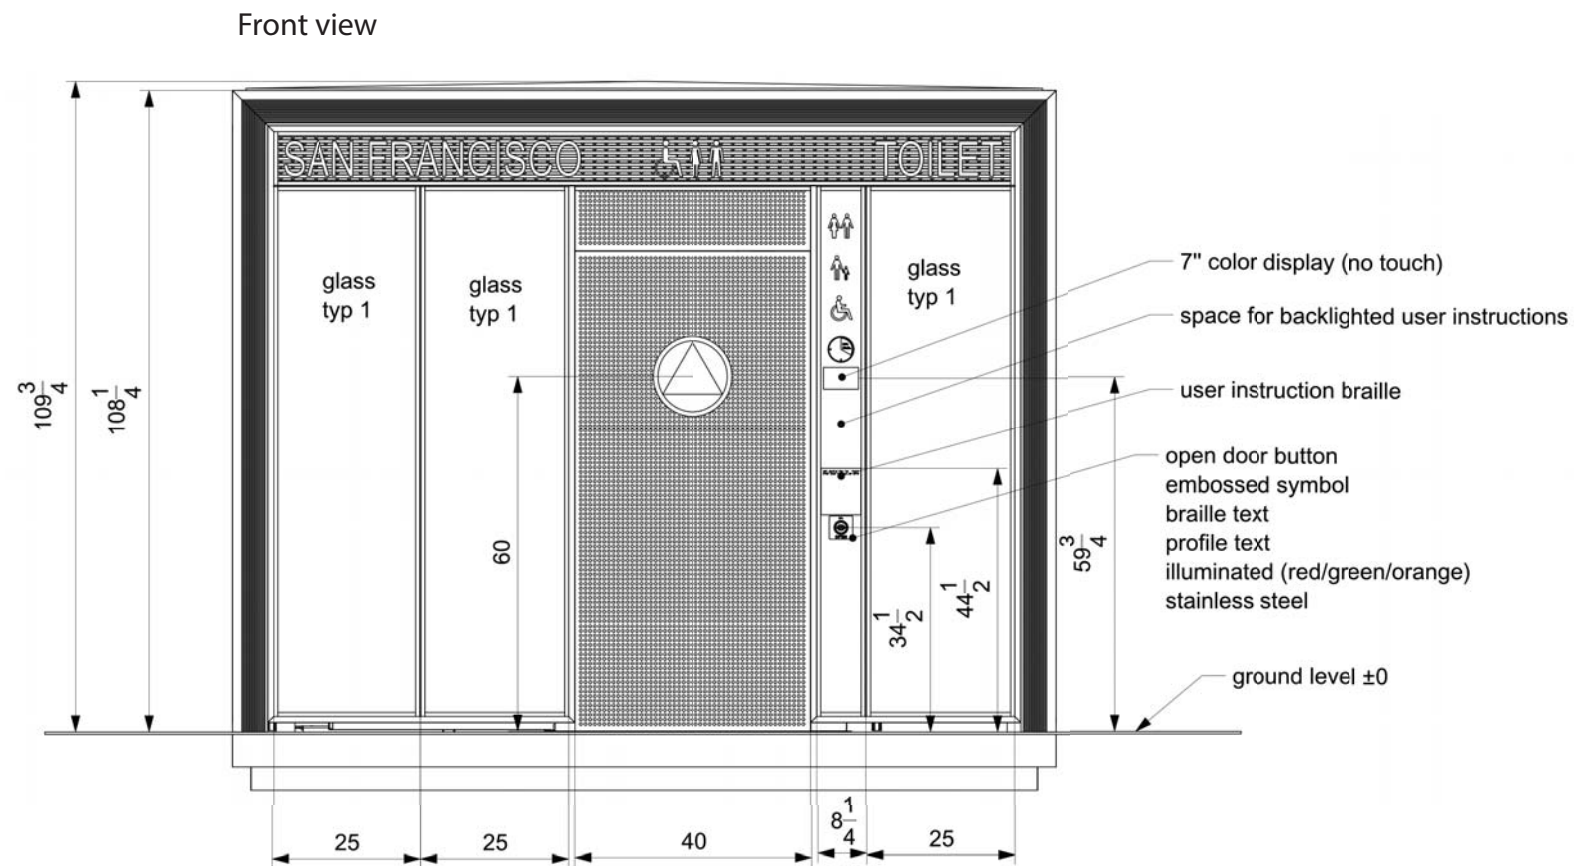 Front view
SAN FRANCISCO TOILET
glass
typ 1
glass
typ 1
glass
typ 1
7" color display (no touch)
space for backlighted user instructions
user instruction braille
open door button
embossed symbol
braille text
profile text
illuminated (red/green/orange)
stainless steel
ground level ±0
109 3/4
108 1/4
60
34 1/2
44 1/2
59 3/4
25
25
40
8 1/4
25